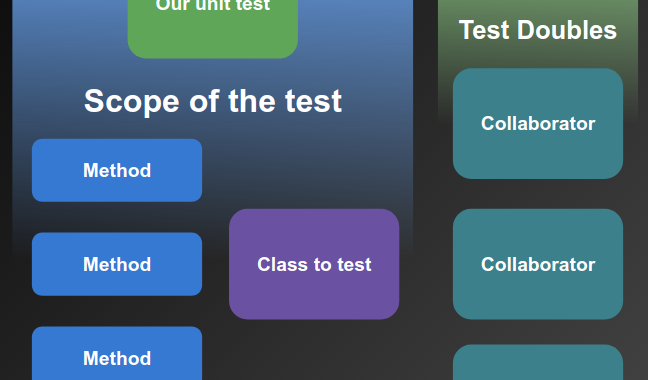 Our unit test
Scope of the test
Method
Method
Class to test
Method
Test Doubles
Collaborator
Collaborator